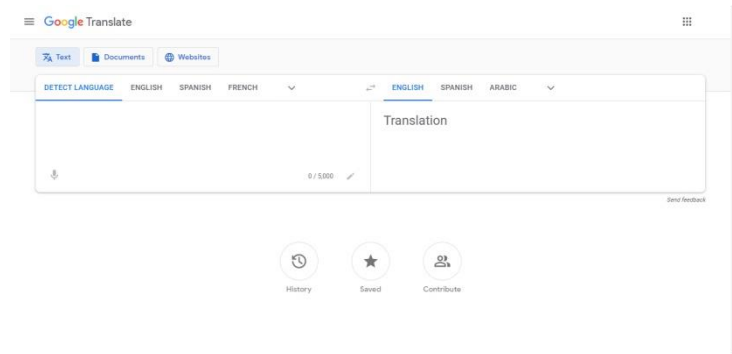 Google Translate
Text Documents Websites
DETECT LANGUAGE ENGLISH SPANISH FRENCH ENGLISH SPANISH ARABIC
Translation
0 / 5,000
Send feedback
History Saved Contribute